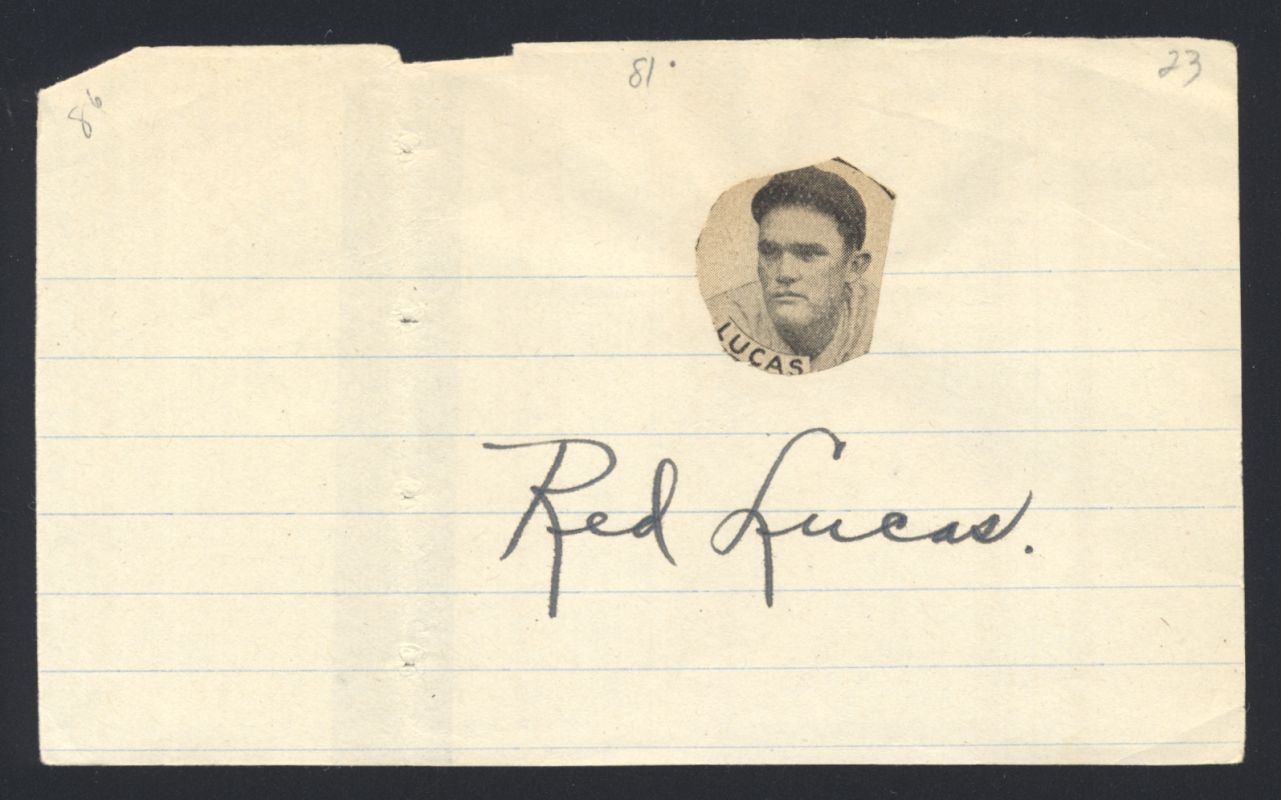 86
81
23
LUCAS
Red Lucas.